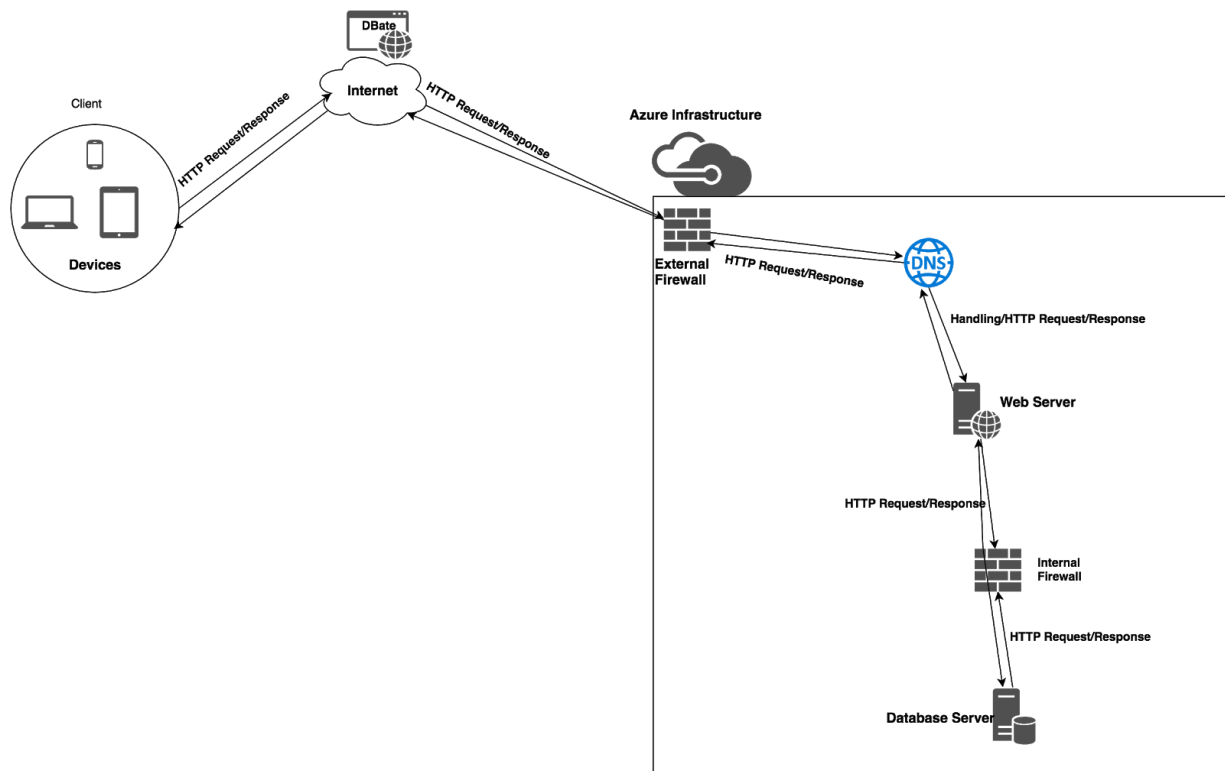 DBate
Internet
Client
HTTP Request/Response
HTTP Request/Response
Azure Infrastructure
Devices
External
Firewall
HTTP Request/Response
DNS
Handling/HTTP Request/Response
Web Server
HTTP Request/Response
Internal
Firewall
HTTP Request/Response
Database Server